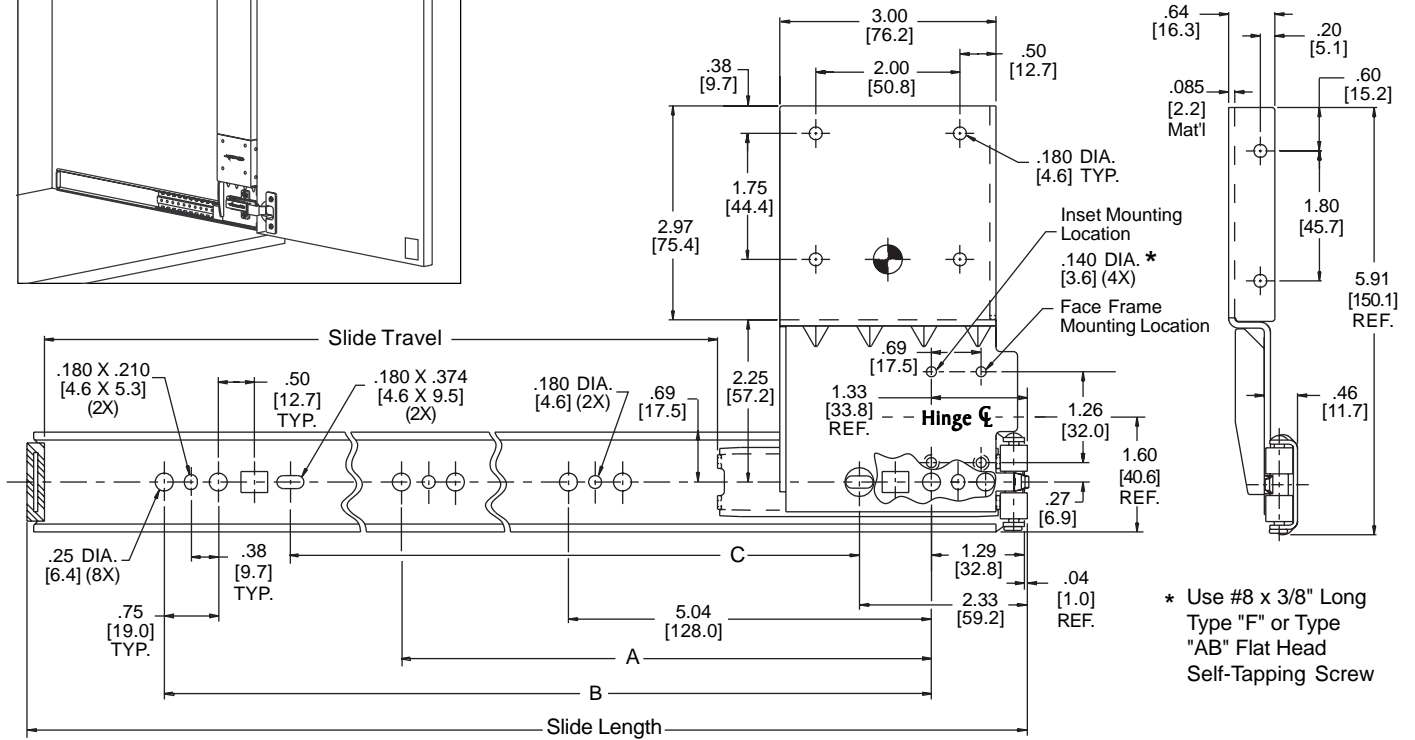 3.00
[76.2]
.50
[12.7]
2.00
[50.8]
.38
[9.7]
.64
[16.3]
.20
[5.1]
.60
[15.2]
.085
[2.2]
Mat'l
.180 DIA.
[4.6] TYP.
1.75
[44.4]
2.97
[75.4]
Inset Mounting
Location
.140 DIA. *
[3.6] (4X)
Face Frame
Mounting Location
1.80
[45.7]
5.91
[150.1]
REF.
Slide Travel
.180 X .210
[4.6 X 5.3]
(2X)
.50
[12.7]
TYP.
.180 X .374
[4.6 X 9.5]
(2X)
.180 DIA.
[4.6] (2X)
.69
[17.5]
2.25
[57.2]
.69
[17.5]
1.33
[33.8]
REF.
Hinge ℄
1.26
[32.0]
1.60
[40.6]
REF.
.46
[11.7]
.27
[6.9]
.25 DIA.
[6.4] (8X)
.38
[9.7]
TYP.
C
1.29
[32.8]
.04
[1.0]
REF.
.75
[19.0]
TYP.
5.04
[128.0]
2.33
[59.2]
A
B
Slide Length
* Use #8 x 3/8" Long
Type "F" or Type
"AB" Flat Head
Self-Tapping Screw